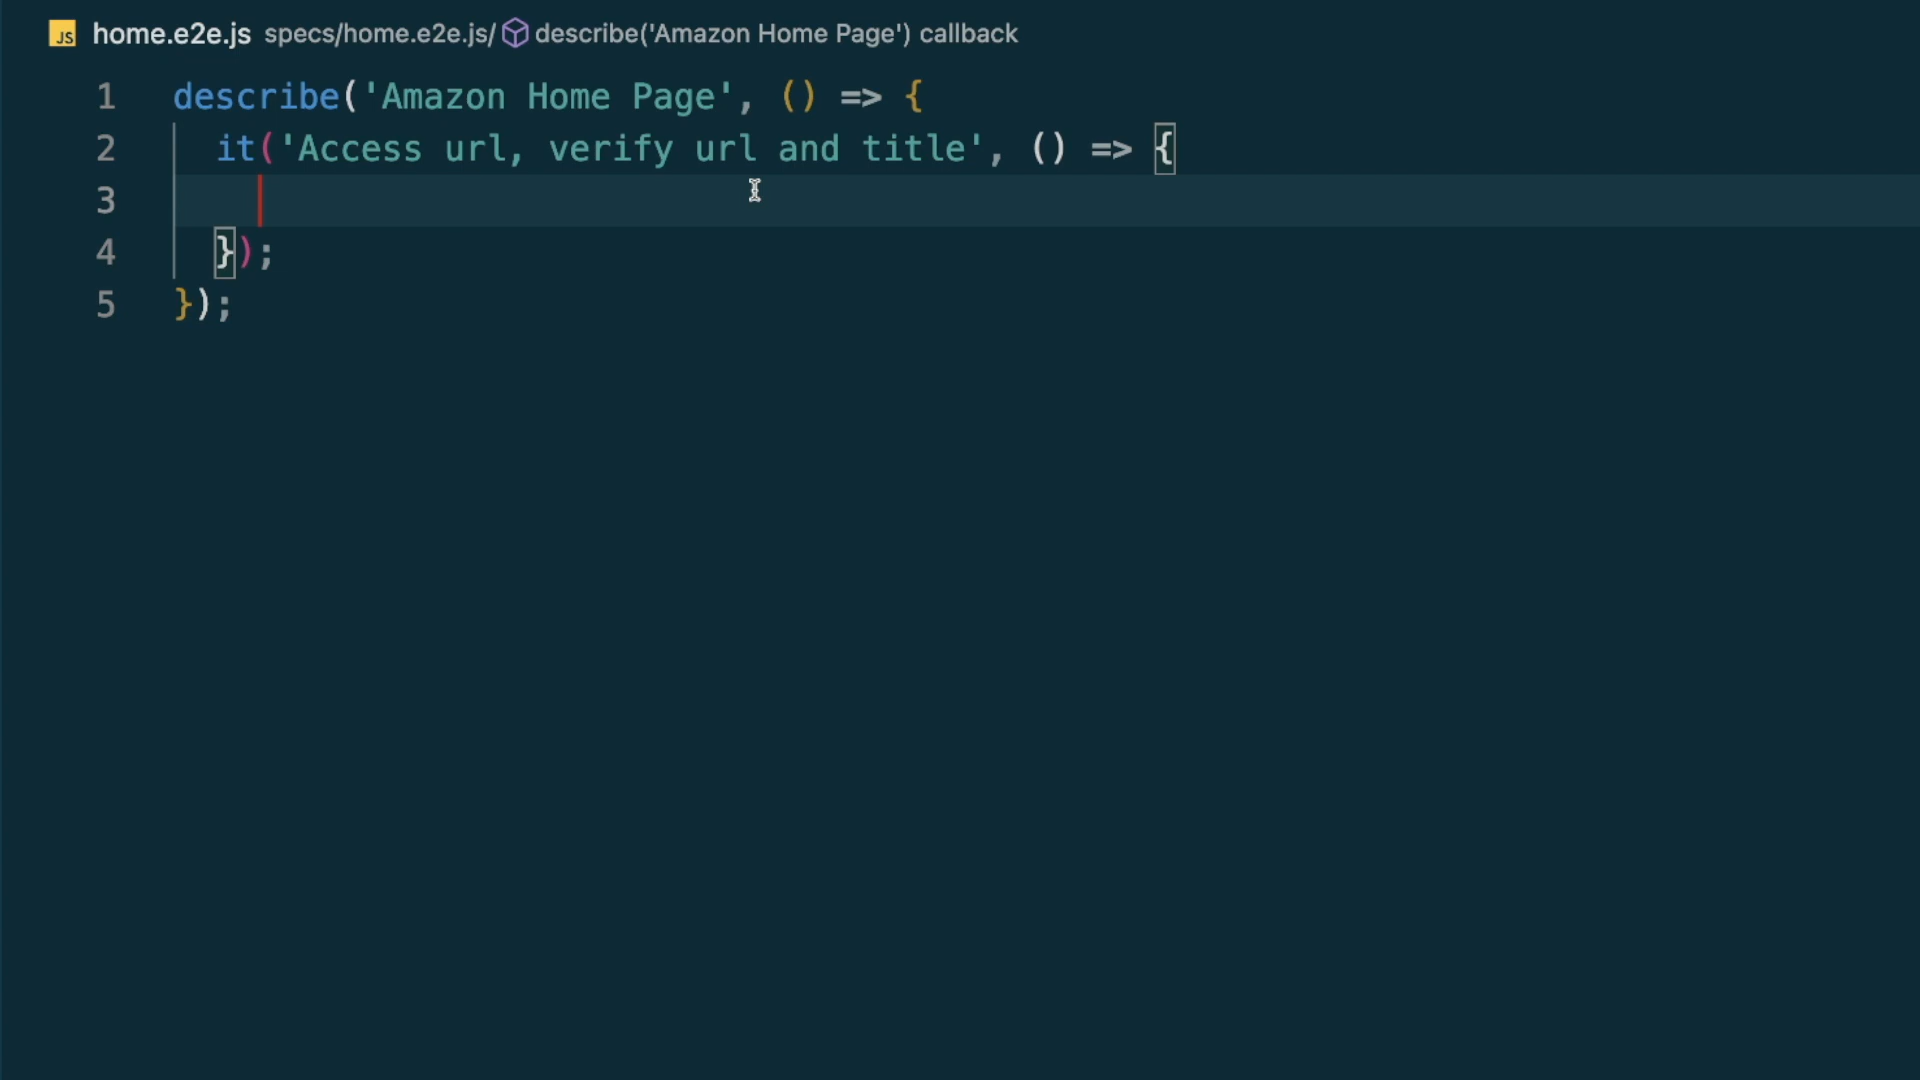 JS home.e2e.js specs/home.e2e.js/ describe('Amazon Home Page') callback
1 describe('Amazon Home Page', () => {
2 it('Access url, verify url and title', () => {
3
4 });
5 });